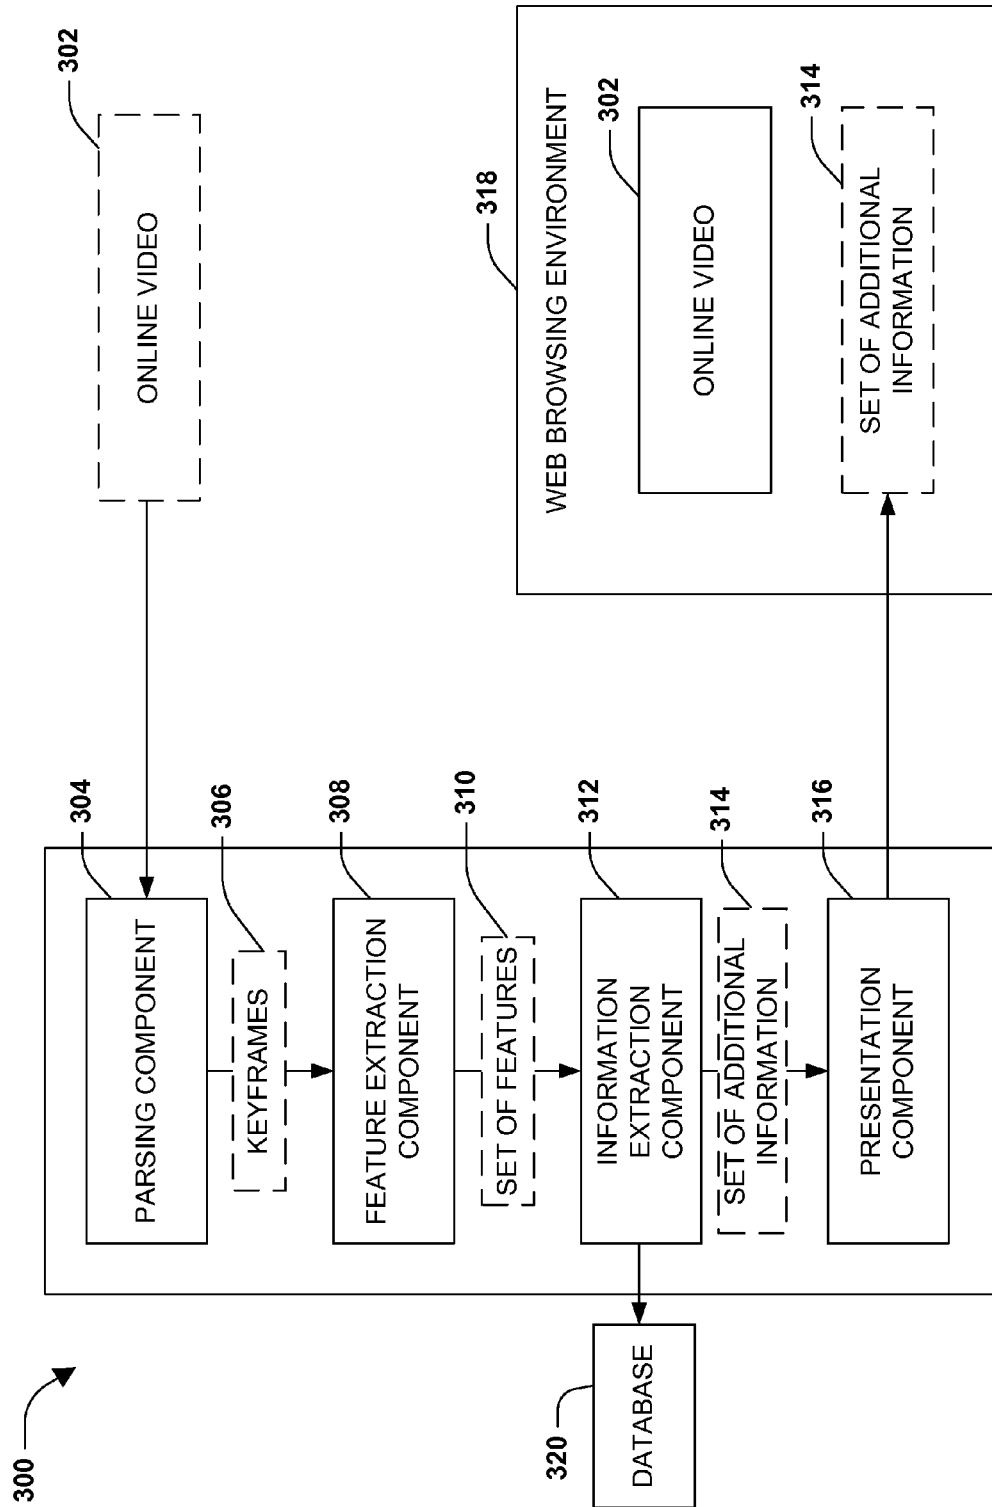 300
302
ONLINE VIDEO
304
PARSING COMPONENT
306
KEYFRAMES
308
FEATURE EXTRACTION
COMPONENT
310
SET OF FEATURES
312
INFORMATION
EXTRACTION
COMPONENT
314
SET OF ADDITIONAL
INFORMATION
316
PRESENTATION
COMPONENT
320
DATABASE
318
WEB BROWSING ENVIRONMENT
302
ONLINE VIDEO
314
SET OF ADDITIONAL
INFORMATION